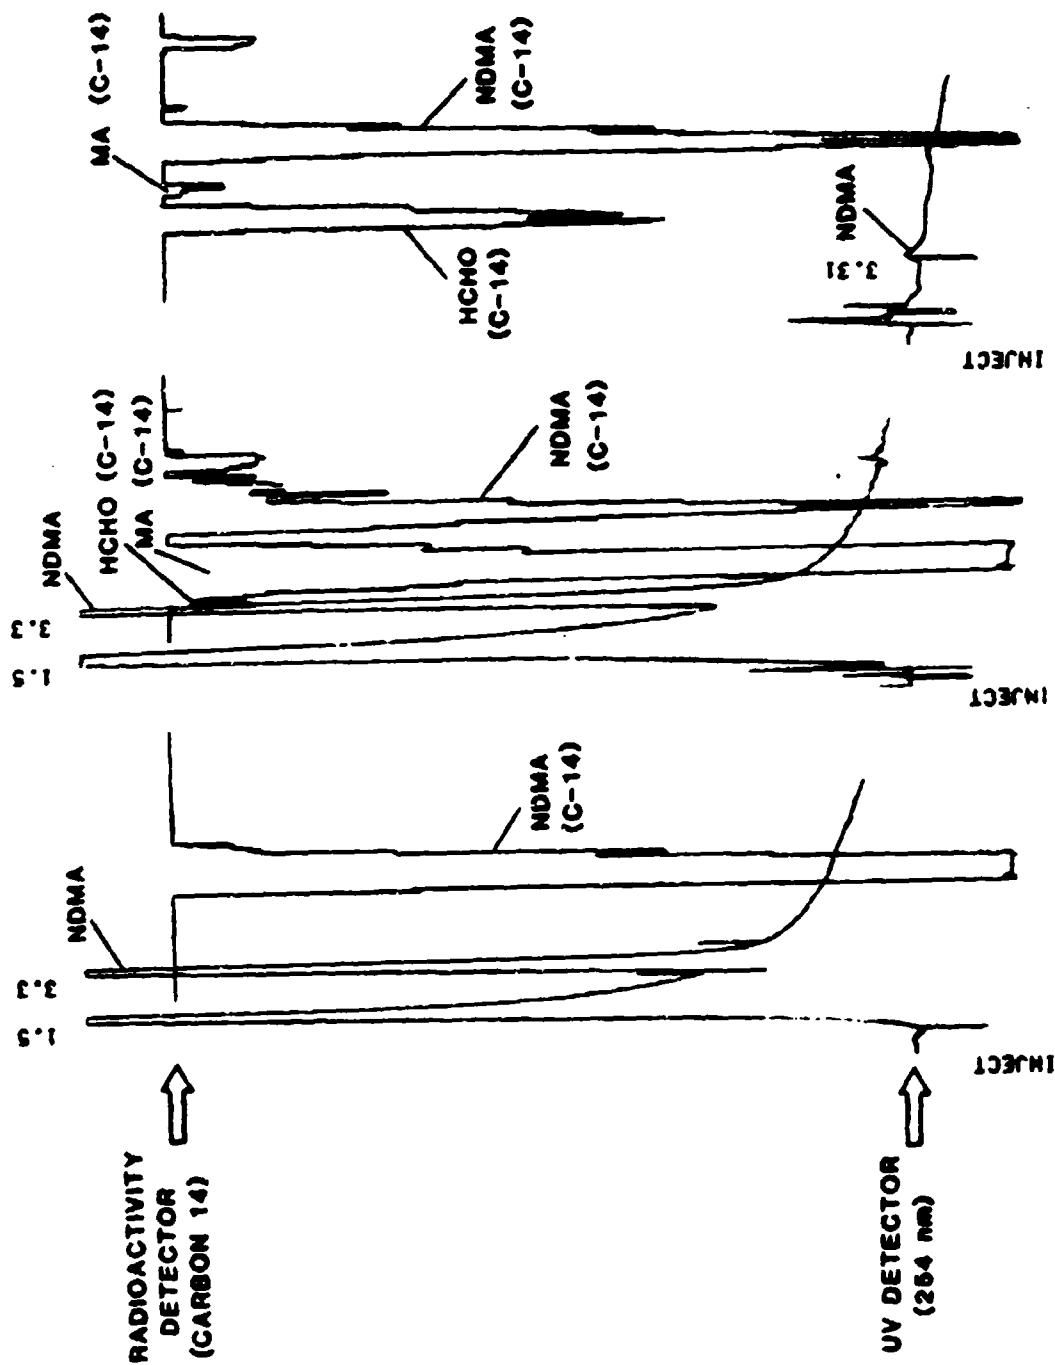 RADIOACTIVITY
DETECTOR
(CARBON 14)
UV DETECTOR
(254 nm)
1.5
3.3
NDMA
NDMA
(C-14)
INJECT
1.5
3.3
NDMA
HCHO (C-14)
MA (C-14)
NDMA
(C-14)
INJECT
HCHO
(C-14)
MA (C-14)
NDMA
(C-14)
3.31
NDMA
INJECT